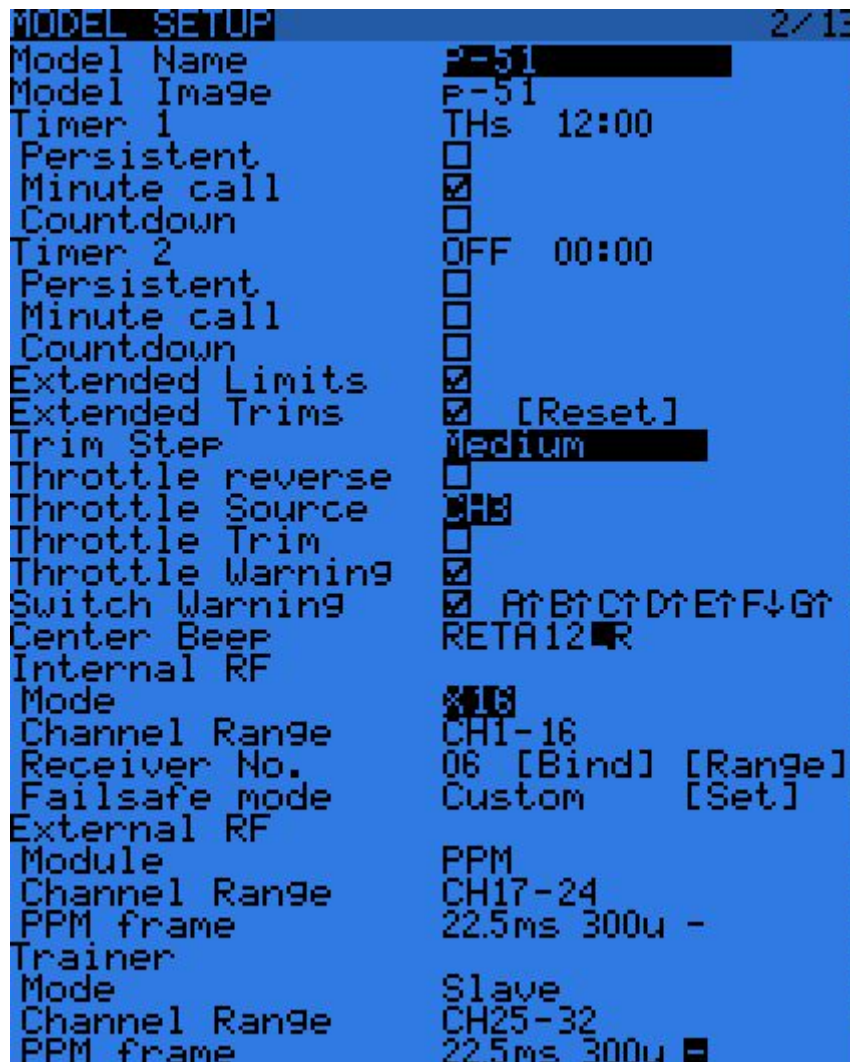 MODEL SETUP 2/13
Model Name P-51
Model Image P-51
Timer 1 THs 12:00
Persistent
Minute call
Countdown
Timer 2 OFF 00:00
Persistent
Minute call
Countdown
Extended Limits
Extended Trims [Reset]
Trim Step Medium
Throttle reverse
Throttle Source CH3
Throttle Trim
Throttle Warning
Switch Warning A↑B↑C↑D↑E↑F↓G↑
Center Beep RETA12 R
Internal RF
Mode X16
Channel Range CH1-16
Receiver No. 06 [Bind] [Range]
Failsafe mode Custom [Set]
External RF
Module PPM
Channel Range CH17-24
PPM frame 22.5ms 300u -
Trainer
Mode Slave
Channel Range CH25-32
PPM frame 22.5ms 300u -